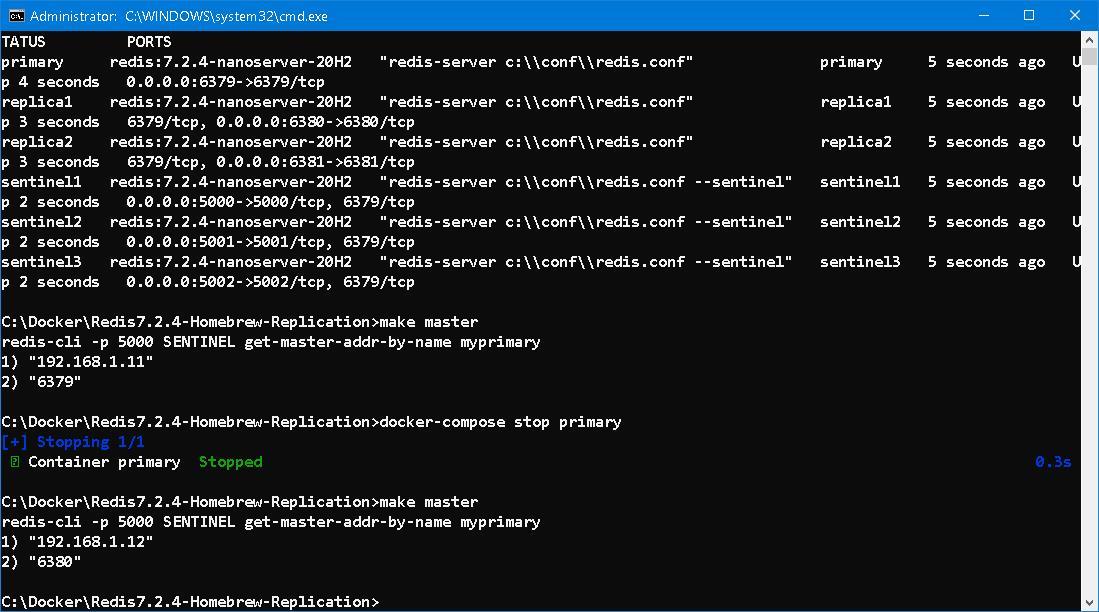 Administrator: C:\WINDOWS\system32\cmd.exe
TATUS         PORTS
primary     redis:7.2.4-nanoserver-20H2   "redis-server c:\\conf\\redis.conf"              primary     5 seconds ago   U
p 4 seconds   0.0.0.0:6379->6379/tcp
replica1    redis:7.2.4-nanoserver-20H2   "redis-server c:\\conf\\redis.conf"              replica1    5 seconds ago   U
p 3 seconds   6379/tcp, 0.0.0.0:6380->6380/tcp
replica2    redis:7.2.4-nanoserver-20H2   "redis-server c:\\conf\\redis.conf"              replica2    5 seconds ago   U
p 3 seconds   6379/tcp, 0.0.0.0:6381->6381/tcp
sentinel1   redis:7.2.4-nanoserver-20H2   "redis-server c:\\conf\\redis.conf --sentinel"   sentinel1   5 seconds ago   U
p 2 seconds   0.0.0.0:5000->5000/tcp, 6379/tcp
sentinel2   redis:7.2.4-nanoserver-20H2   "redis-server c:\\conf\\redis.conf --sentinel"   sentinel2   5 seconds ago   U
p 2 seconds   0.0.0.0:5001->5001/tcp, 6379/tcp
sentinel3   redis:7.2.4-nanoserver-20H2   "redis-server c:\\conf\\redis.conf --sentinel"   sentinel3   5 seconds ago   U
p 2 seconds   0.0.0.0:5002->5002/tcp, 6379/tcp
C:\Docker\Redis7.2.4-Homebrew-Replication>make master
redis-cli -p 5000 SENTINEL get-master-addr-by-name myprimary
1) "192.168.1.11"
2) "6379"
C:\Docker\Redis7.2.4-Homebrew-Replication>docker-compose stop primary
[+] Stopping 1/1
Container primary  Stopped 0.3s
C:\Docker\Redis7.2.4-Homebrew-Replication>make master
redis-cli -p 5000 SENTINEL get-master-addr-by-name myprimary
1) "192.168.1.12"
2) "6380"
C:\Docker\Redis7.2.4-Homebrew-Replication>